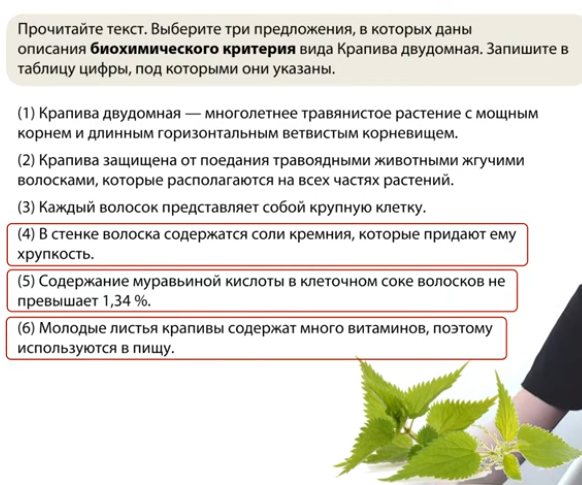 Прочитайте текст. Выберите три предложения, в которых даны
описания биохимического критерия вида Крапива двудомная. Запишите в
таблицу цифры, под которыми они указаны.
(1) Крапива двудомная — многолетнее травянистое растение с мощным
корнем и длинным горизонтальным ветвистым корневищем.
(2) Крапива защищена от поедания травоядными животными жгучими
волосками, которые располагаются на всех частях растений.
(3) Каждый волосок представляет собой крупную клетку.
(4) В стенке волоска содержатся соли кремния, которые придают ему
хрупкость.
(5) Содержание муравьиной кислоты в клеточном соке волосков не
превышает 1,34 %.
(6) Молодые листья крапивы содержат много витаминов, поэтому
используются в пищу.